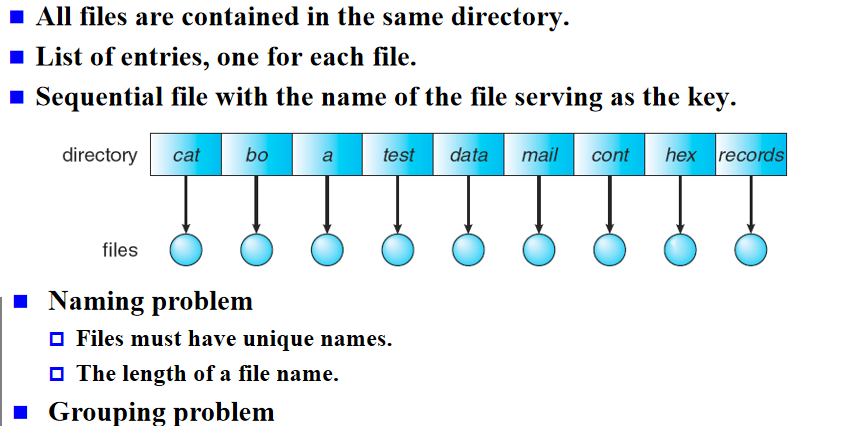 All files are contained in the same directory.
List of entries, one for each file.
Sequential file with the name of the file serving as the key.
directory cat bo a test data mail cont hex records
files
Naming problem
Files must have unique names.
The length of a file name.
Grouping problem